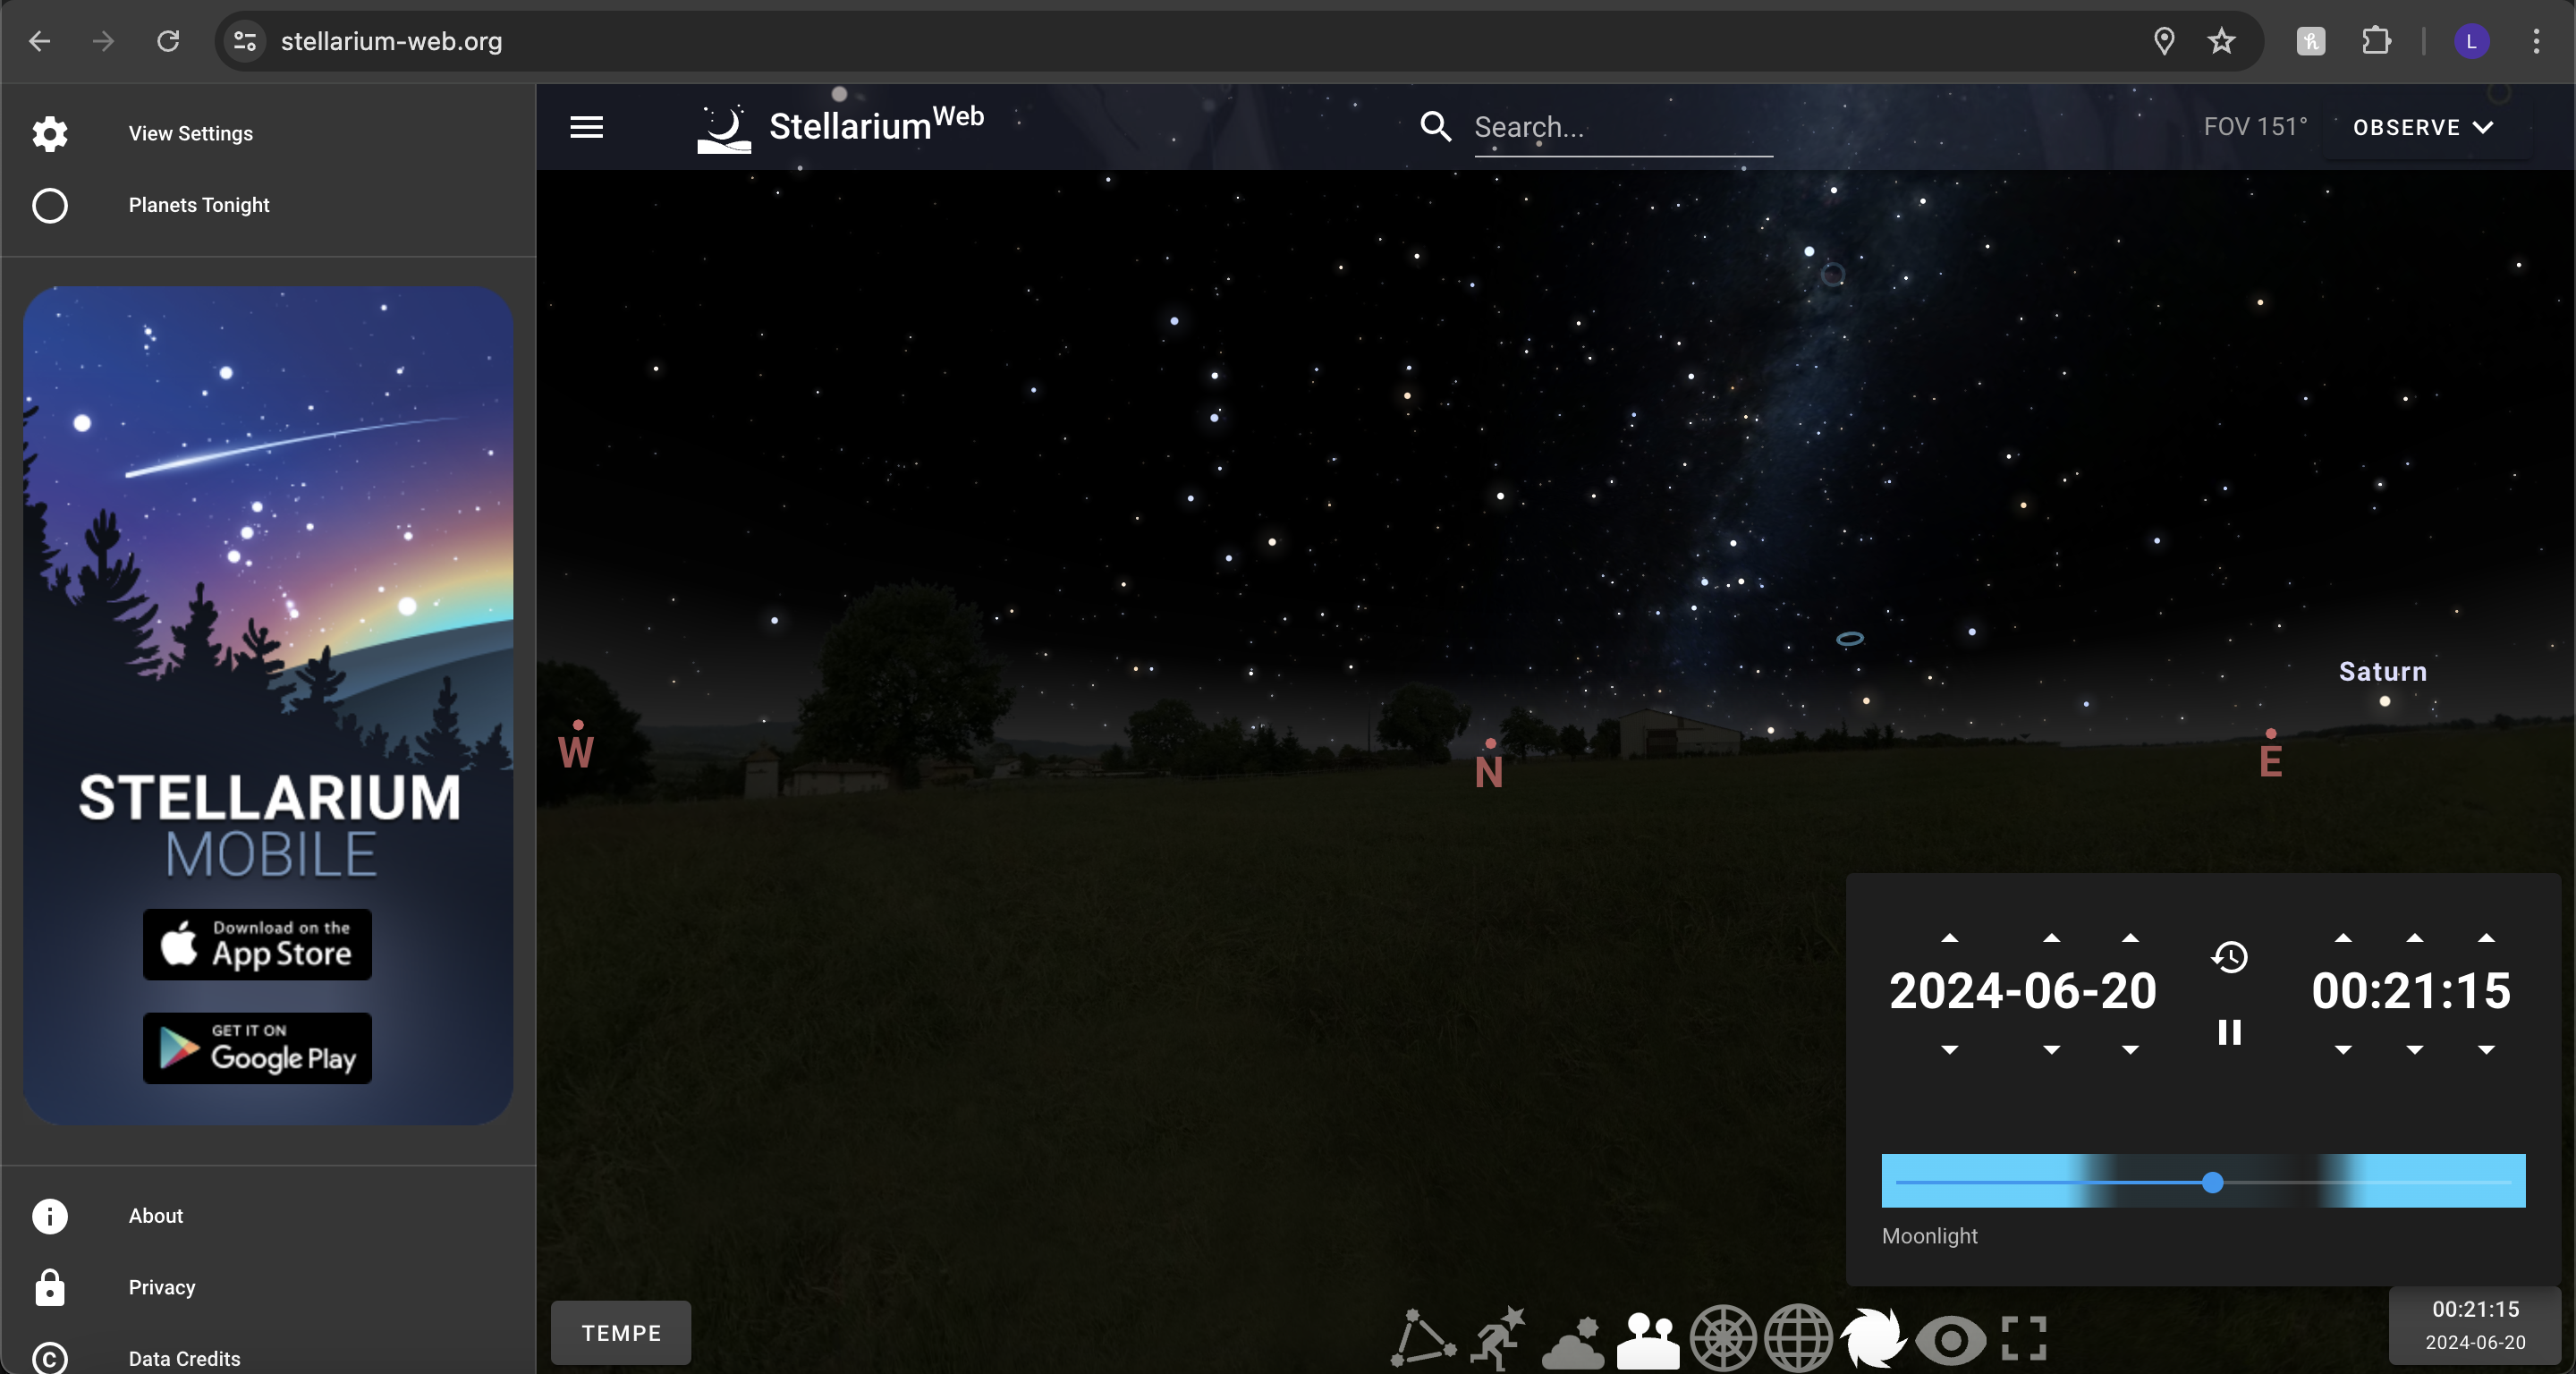 stellarium-web.org
L
View Settings
Planets Tonight
STELLARIUM
MOBILE
Download on the
App Store
GET IT ON
Google Play
About
Privacy
Data Credits
StellariumWeb
Search...
FOV 151°
OBSERVE
Saturn
W
N
E
2024-06-20
00:21:15
Moonlight
TEMPE
00:21:15
2024-06-20